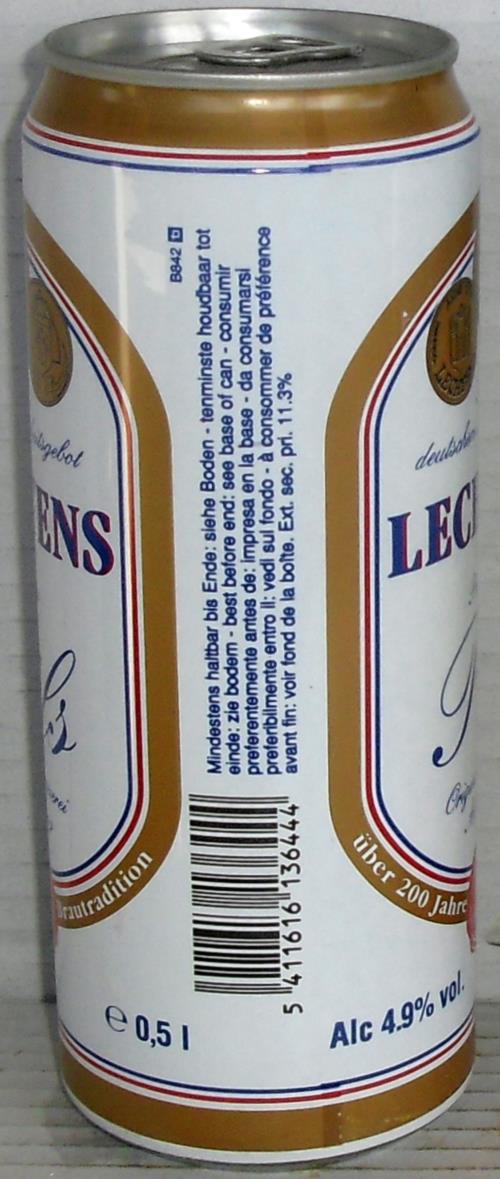 B842 D
Mindestens haltbar bis Ende: siehe Boden - tenminste houdbaar tot
einde: zie bodem - best before end: see base of can - consumir
preferentemente antes de: impresa en la base - da consumarsi
preferibilmente entro il: vedi sul fondo - à consommer de préférence
avant fin: voir fond de la boîte. Ext. sec. pri. 11.3%
ENS
Brautradition
deutschen
LEC
über 200 Jahre
5 411616 136444
e 0,5 l
Alc 4.9% vol.